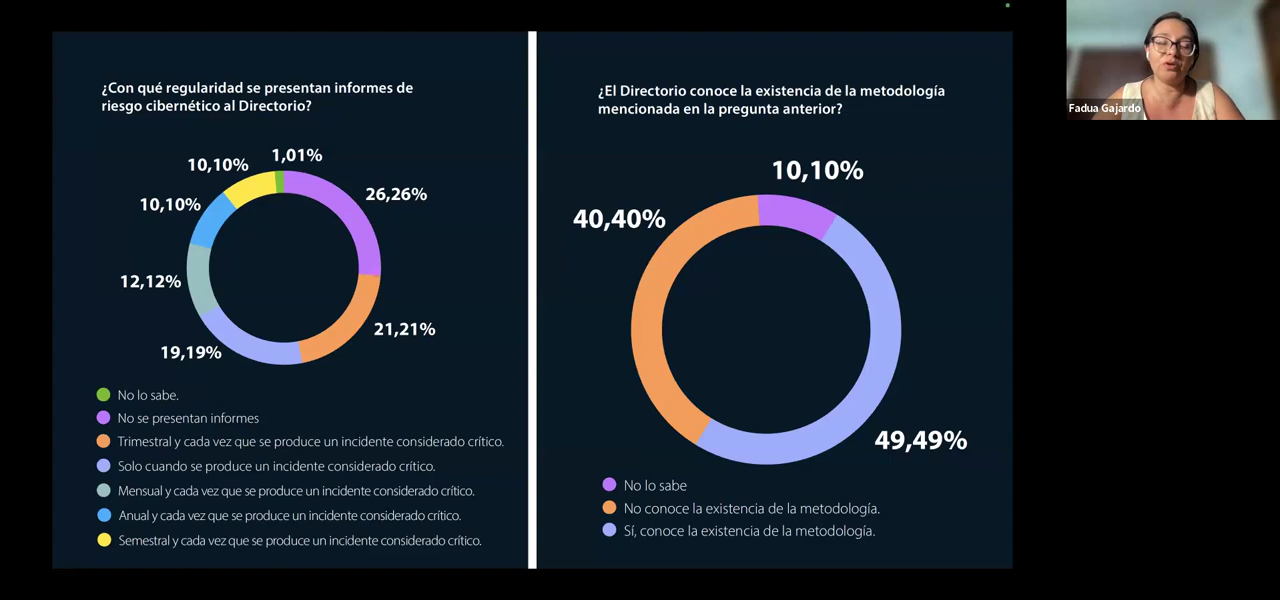 ¿Con qué regularidad se presentan informes de
riesgo cibernético al Directorio?
1,01%
10,10%
26,26%
10,10%
12,12%
21,21%
19,19%
No lo sabe.
No se presentan informes
Trimestral y cada vez que se produce un incidente considerado crítico.
Solo cuando se produce un incidente considerado crítico.
Mensual y cada vez que se produce un incidente considerado crítico.
Anual y cada vez que se produce un incidente considerado crítico.
Semestral y cada vez que se produce un incidente considerado crítico.
¿El Directorio conoce la existencia de la metodología
mencionada en la pregunta anterior?
10,10%
40,40%
49,49%
No lo sabe
No conoce la existencia de la metodología.
Sí, conoce la existencia de la metodología.
Fadua Gajardo